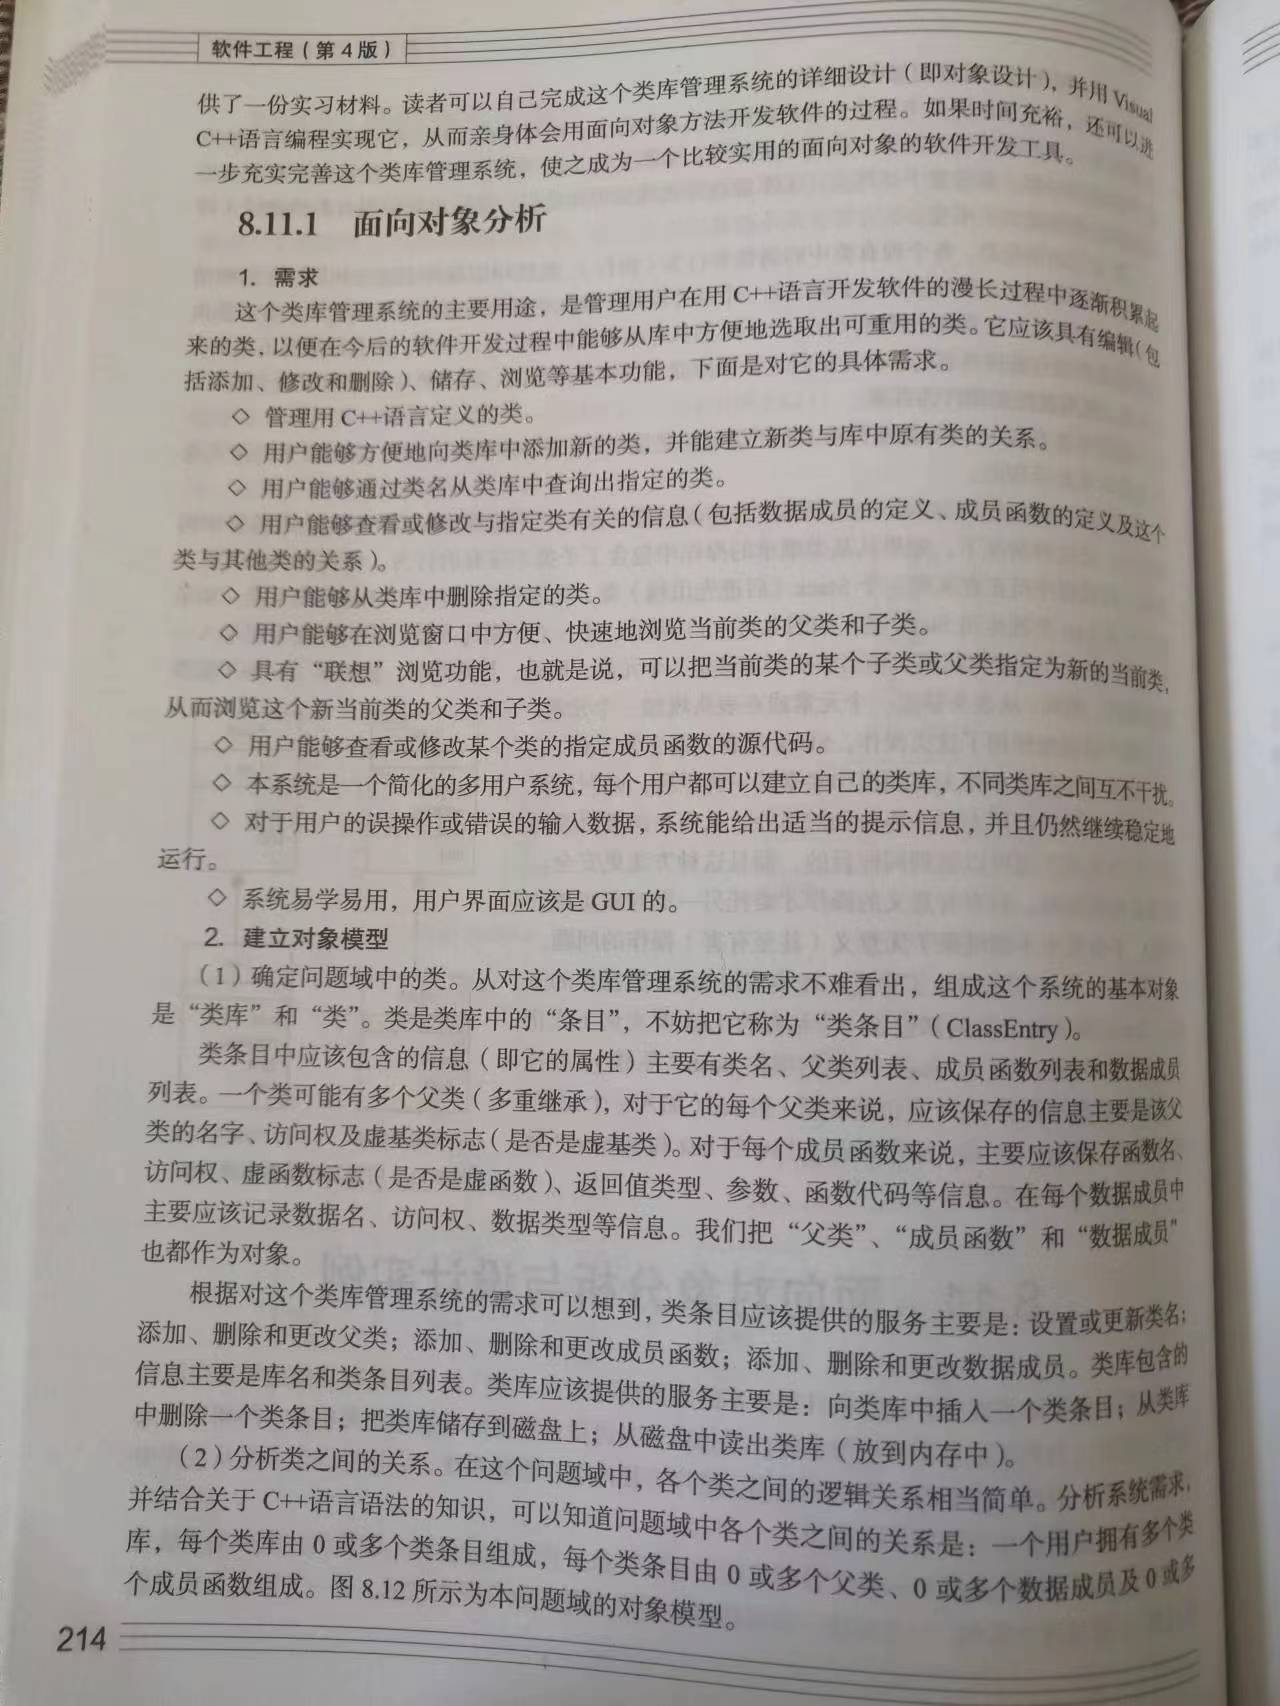 软件工程（第4版）
供了一份实习材料。读者可以自己完成这个类库管理系统的详细设计（即对象设计），并用 Visual
C++语言编程实现它，从而亲身体会用面向对象方法开发软件的过程。如果时间充裕，还可以进
一步充实完善这个类库管理系统，使之成为一个比较实用的面向对象的软件开发工具。
8.11.1 面向对象分析
1. 需求
这个类库管理系统的主要用途，是管理用户在用 C++语言开发软件的漫长过程中逐渐积累起
来的类，以便在今后的软件开发过程中能够从库中方便地选取出可重用的类。它应该具有编辑（包
括添加、修改和删除）、储存、浏览等基本功能，下面是对它的具体需求。
◇ 管理用 C++语言定义的类。
◇ 用户能够方便地向类库中添加新的类，并能建立新类与库中原有类的关系。
◇ 用户能够通过类名从类库中查询出指定的类。
◇ 用户能够查看或修改与指定类有关的信息（包括数据成员的定义、成员函数的定义及这个
类与其他类的关系）。
◇ 用户能够从类库中删除指定的类。
◇ 用户能够在浏览窗口中方便、快速地浏览当前类的父类和子类。
◇ 具有“联想”浏览功能，也就是说，可以把当前类的某个子类或父类指定为新的当前类，
从而浏览这个新当前类的父类和子类。
◇ 用户能够查看或修改某个类的指定成员函数的源代码。
◇ 本系统是一个简化的多用户系统，每个用户都可以建立自己的类库，不同类库之间互不干扰。
◇ 对于用户的误操作或错误的输入数据，系统能给出适当的提示信息，并且仍然继续稳定地
运行。
◇ 系统易学易用，用户界面应该是 GUI 的。
2. 建立对象模型
（1）确定问题域中的类。从对这个类库管理系统的需求不难看出，组成这个系统的基本对象
是“类库”和“类”。类是类库中的“条目”，不妨把它称为“类条目”（ClassEntry）。
类条目中应该包含的信息（即它的属性）主要有类名、父类列表、成员函数列表和数据成员
列表。一个类可能有多个父类（多重继承），对于它的每个父类来说，应该保存的信息主要是该父
类的名字、访问权及虚基类标志（是否是虚基类）。对于每个成员函数来说，主要应该保存函数名、
访问权、虚函数标志（是否是虚函数）、返回值类型、参数、函数代码等信息。在每个数据成员中
主要应该记录数据名、访问权、数据类型等信息。我们把“父类”、“成员函数”和“数据成员”
也都作为对象。
根据对这个类库管理系统的需求可以想到，类条目应该提供的服务主要是：设置或更新类名；
添加、删除和更改父类；添加、删除和更改成员函数；添加、删除和更改数据成员。类库包含的
信息主要是库名和类条目列表。类库应该提供的服务主要是：向类库中插入一个类条目；从类库
中删除一个类条目；把类库储存到磁盘上；从磁盘中读出类库（放到内存中）。
（2）分析类之间的关系。在这个问题域中，各个类之间的逻辑关系相当简单。分析系统需求，
并结合关于 C++语言语法的知识，可以知道问题域中各个类之间的关系是：一个用户拥有多个类
库，每个类库由 0 或多个类条目组成，每个类条目由 0 或多个父类、0 或多个数据成员及 0 或多
个成员函数组成。图 8.12 所示为本问题域的对象模型。
214